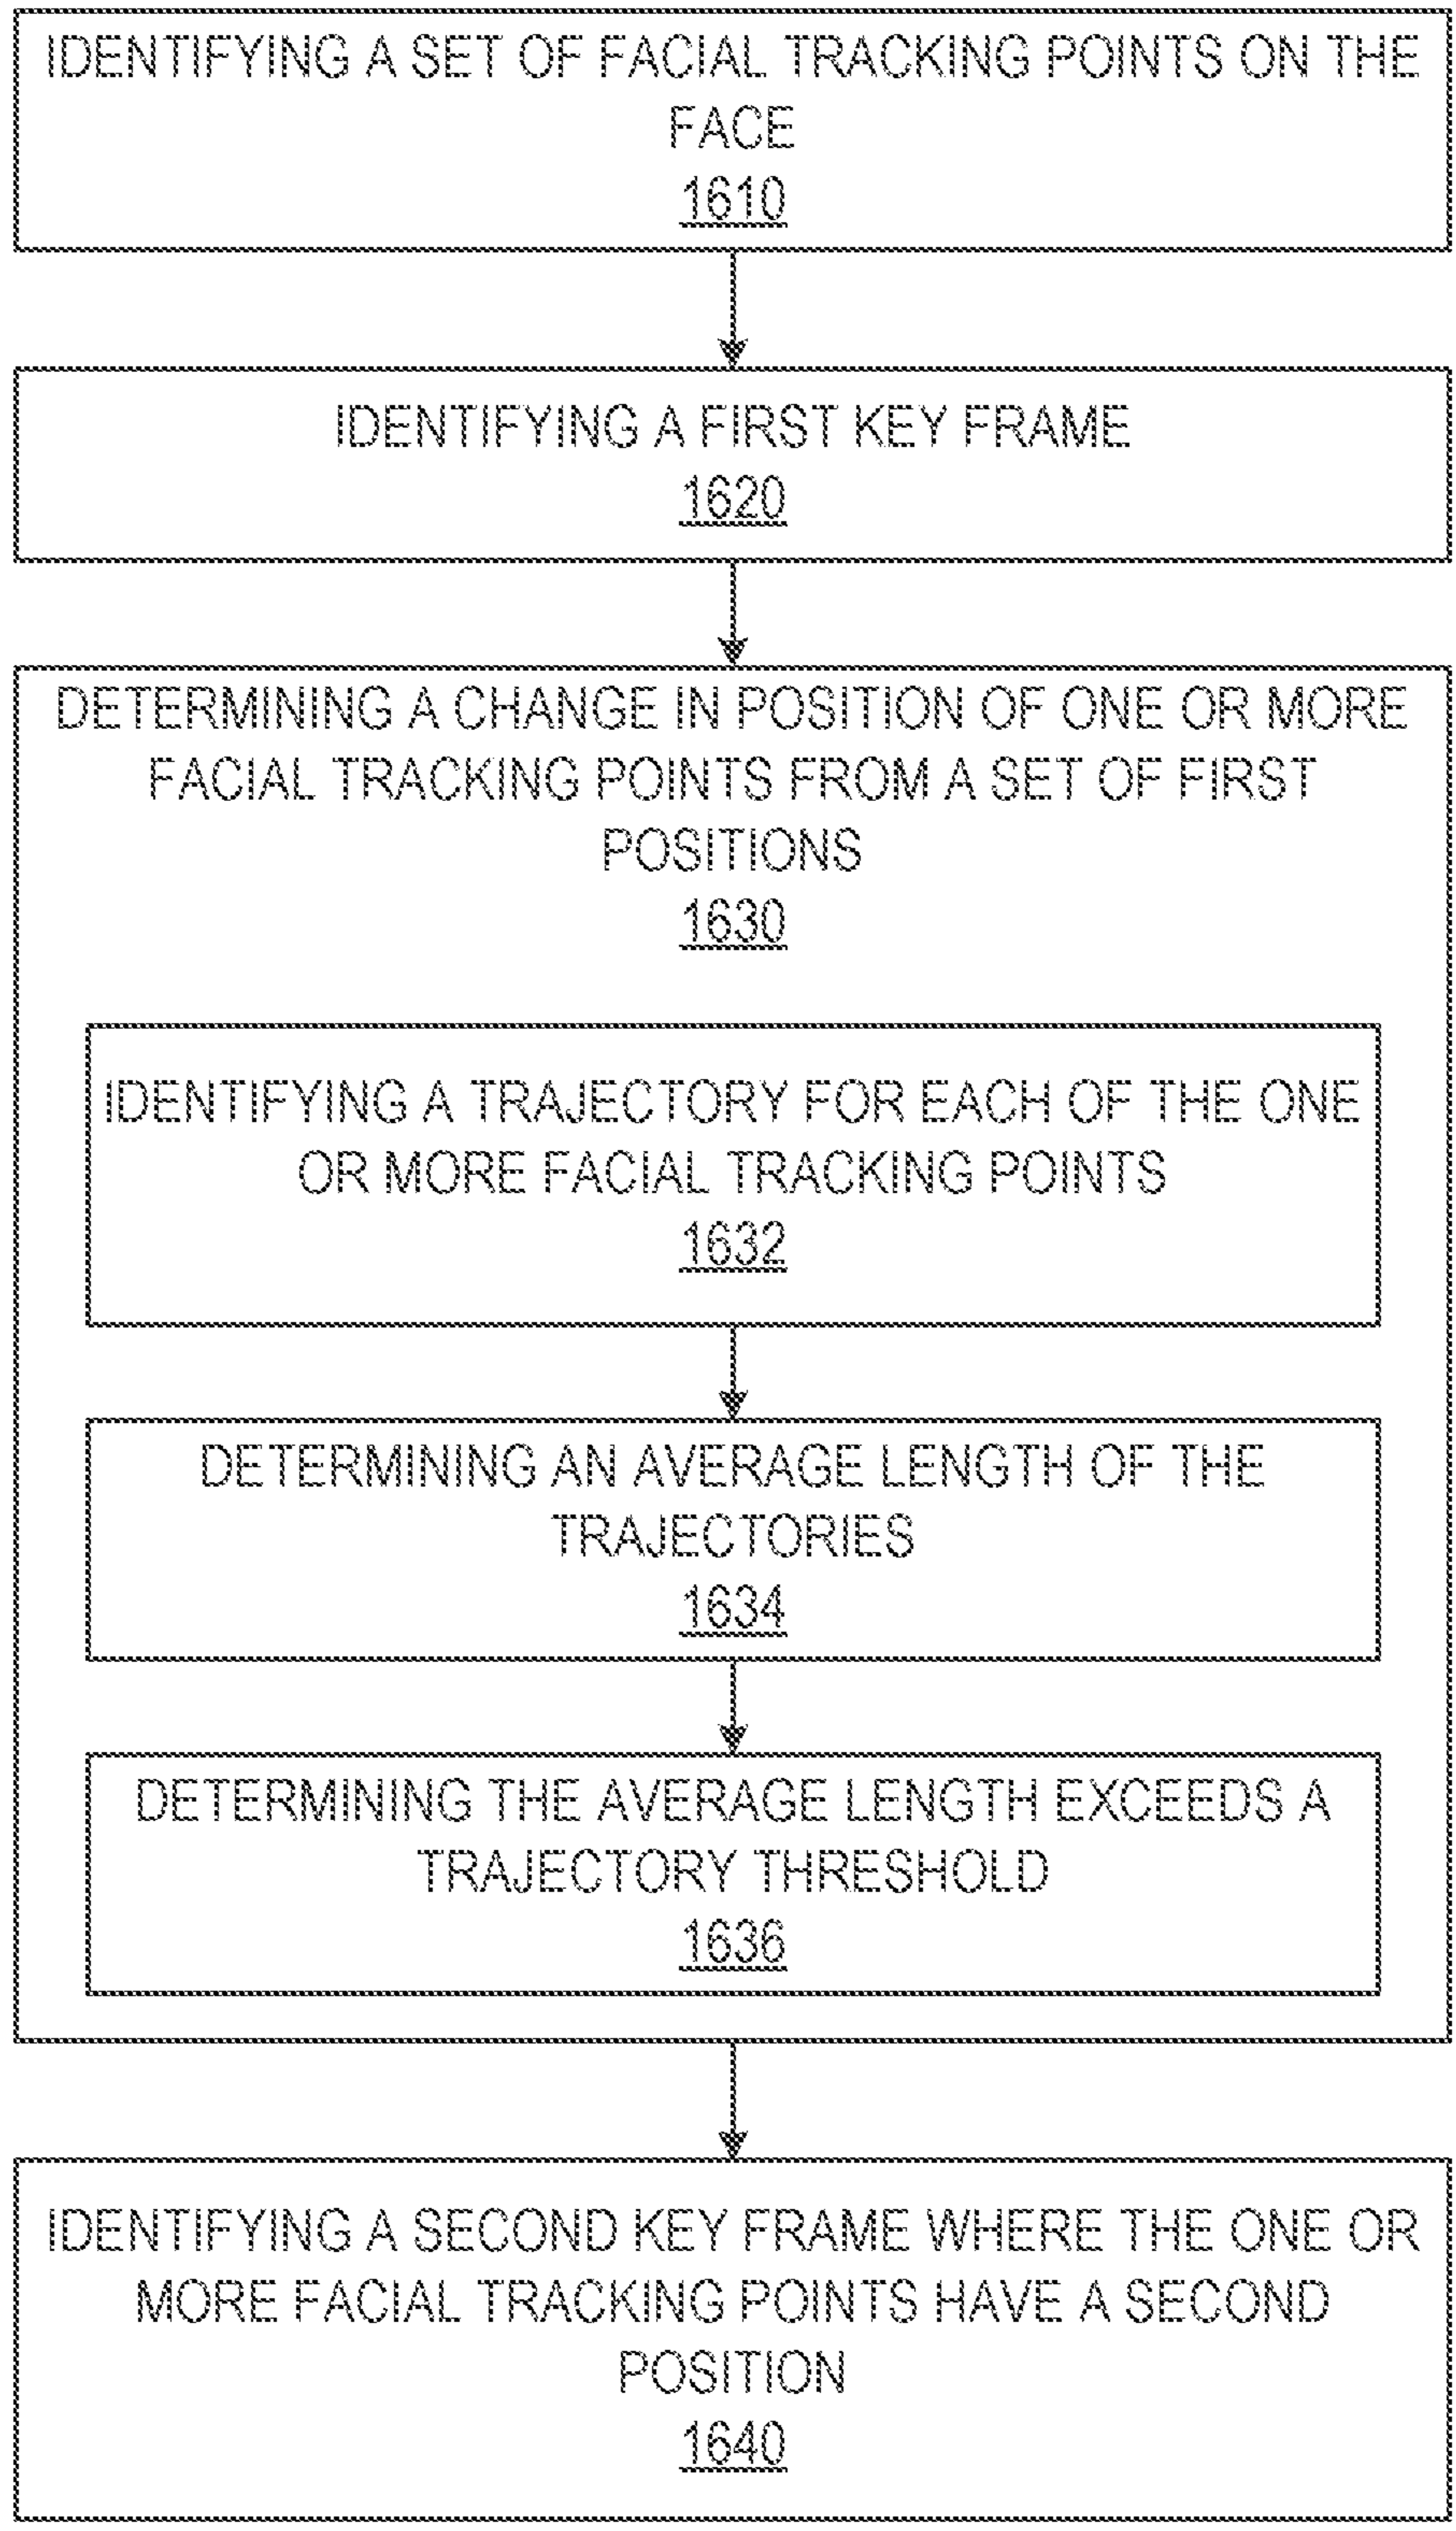 IDENTIFYING A SET OF FACIAL TRACKING POINTS ON THE
FACE
1610
IDENTIFYING A FIRST KEY FRAME
1620
DETERMINING A CHANGE IN POSITION OF ONE OR MORE
FACIAL TRACKING POINTS FROM A SET OF FIRST
POSITIONS
1630
IDENTIFYING A TRAJECTORY FOR EACH OF THE ONE
OR MORE FACIAL TRACKING POINTS
1632
DETERMINING AN AVERAGE LENGTH OF THE
TRAJECTORIES
1634
DETERMINING THE AVERAGE LENGTH EXCEEDS A
TRAJECTORY THRESHOLD
1636
IDENTIFYING A SECOND KEY FRAME WHERE THE ONE OR
MORE FACIAL TRACKING POINTS HAVE A SECOND
POSITION
1640